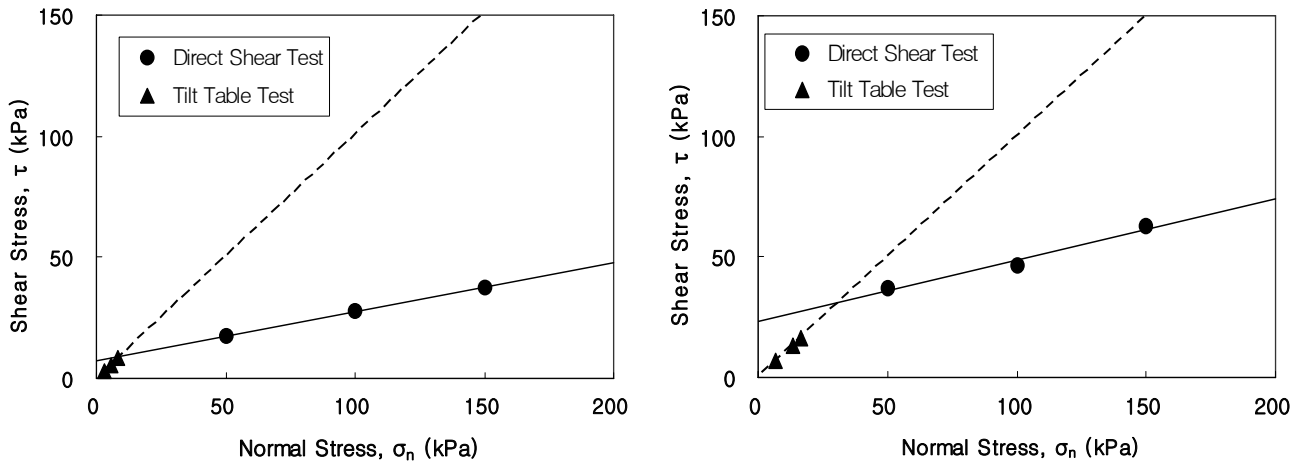 150
100
50
0
Shear Stress, τ (kPa)
Direct Shear Test
Tilt Table Test
0 50 100 150 200
Normal Stress, σn (kPa)
150
100
50
0
Shear Stress, τ (kPa)
Direct Shear Test
Tilt Table Test
0 50 100 150 200
Normal Stress, σn (kPa)